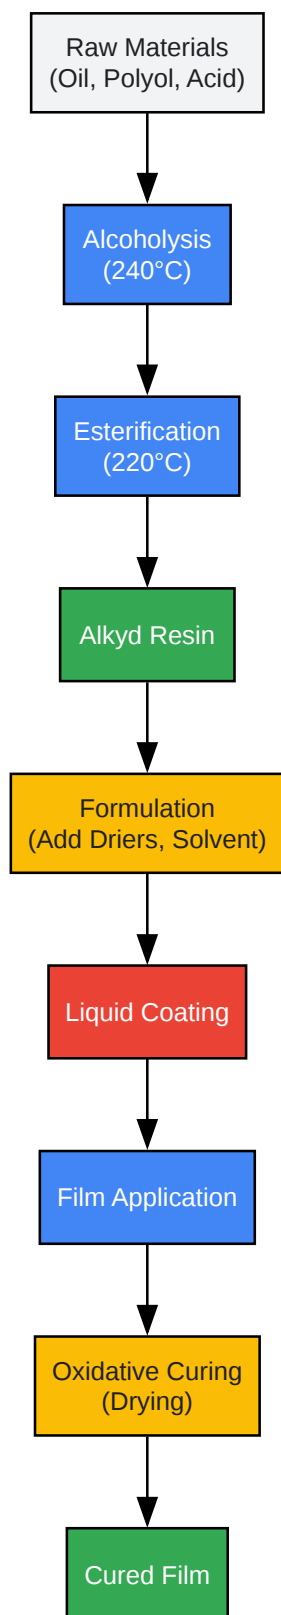 Raw Materials
(Oil, Polyol, Acid)
Alcoholysis
(240°C)
Esterification
(220°C)
Alkyd Resin
Formulation
(Add Driers, Solvent)
Liquid Coating
Film Application
Oxidative Curing
(Drying)
Cured Film